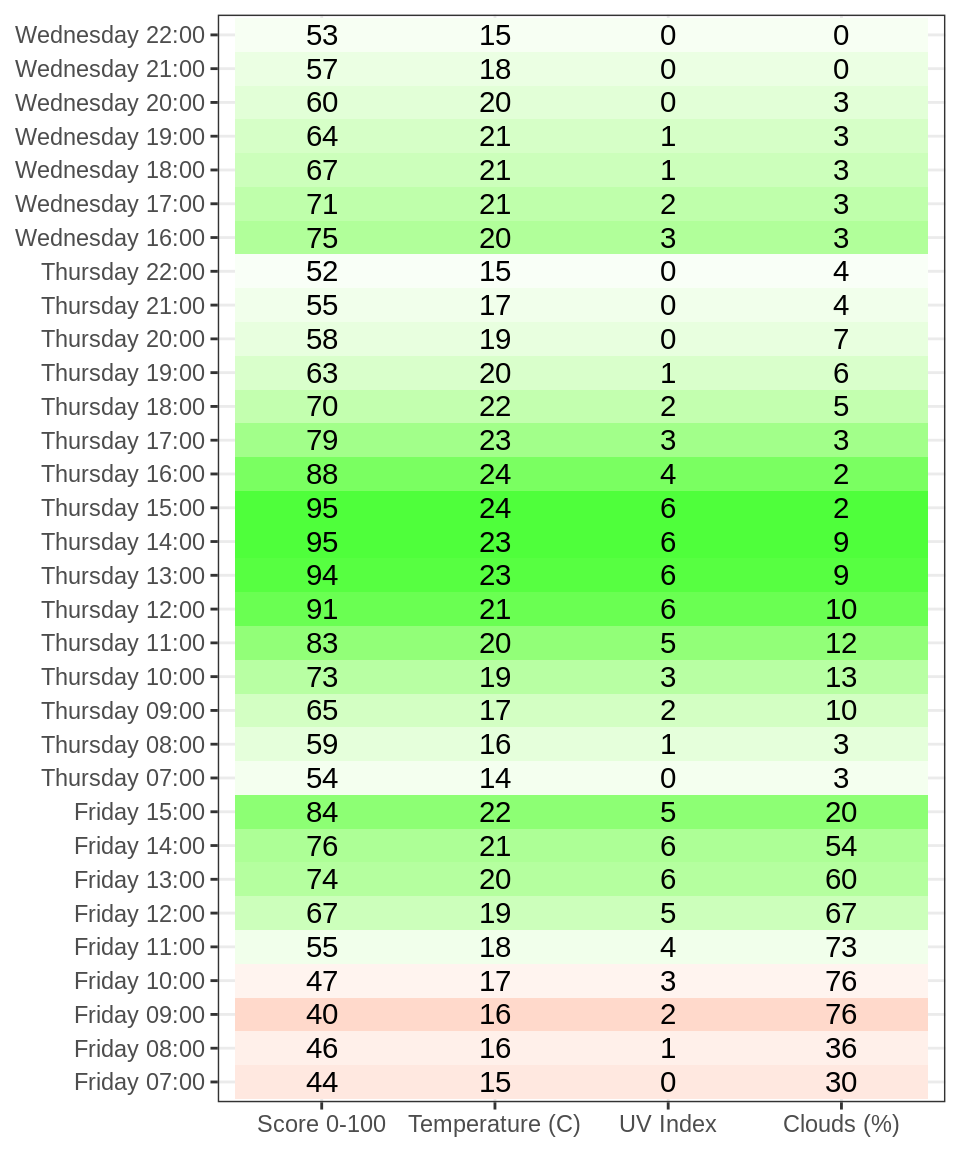 Wednesday 22:00 53 15 0 0
Wednesday 21:00 57 18 0 0
Wednesday 20:00 60 20 0 3
Wednesday 19:00 64 21 1 3
Wednesday 18:00 67 21 1 3
Wednesday 17:00 71 21 2 3
Wednesday 16:00 75 20 3 3
Thursday 22:00 52 15 0 4
Thursday 21:00 55 17 0 4
Thursday 20:00 58 19 0 7
Thursday 19:00 63 20 1 6
Thursday 18:00 70 22 2 5
Thursday 17:00 79 23 3 3
Thursday 16:00 88 24 4 2
Thursday 15:00 95 24 6 2
Thursday 14:00 95 23 6 9
Thursday 13:00 94 23 6 9
Thursday 12:00 91 21 6 10
Thursday 11:00 83 20 5 12
Thursday 10:00 73 19 3 13
Thursday 09:00 65 17 2 10
Thursday 08:00 59 16 1 3
Thursday 07:00 54 14 0 3
Friday 15:00 84 22 5 20
Friday 14:00 76 21 6 54
Friday 13:00 74 20 6 60
Friday 12:00 67 19 5 67
Friday 11:00 55 18 4 73
Friday 10:00 47 17 3 76
Friday 09:00 40 16 2 76
Friday 08:00 46 16 1 36
Friday 07:00 44 15 0 30
Score 0-100 Temperature (C) UV Index Clouds (%)